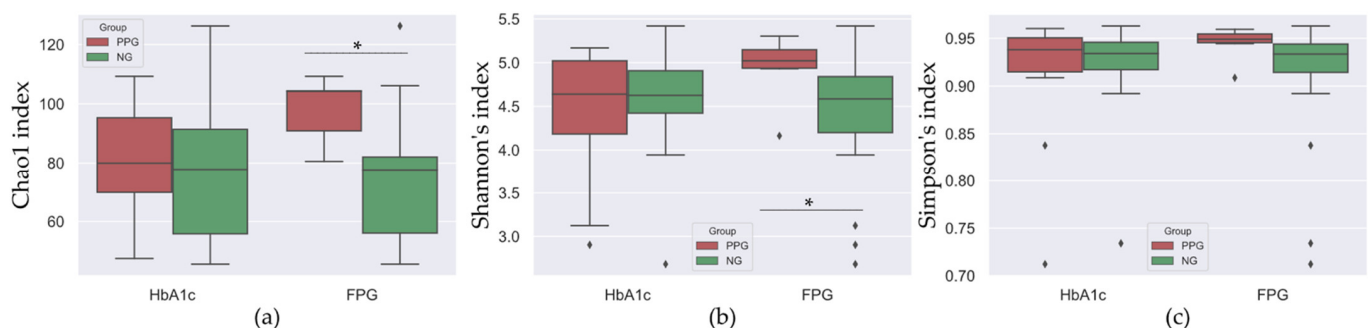 Chao1 index
120
100
80
60
Group
PPG
NG
*
HbA1c FPG
(a)
Shannon's index
5.5
5.0
4.5
4.0
3.5
3.0
*
Group
PPG
NG
HbA1c FPG
(b)
Simpson's index
0.95
0.90
0.85
0.80
0.75
0.70
Group
PPG
NG
HbA1c FPG
(c)